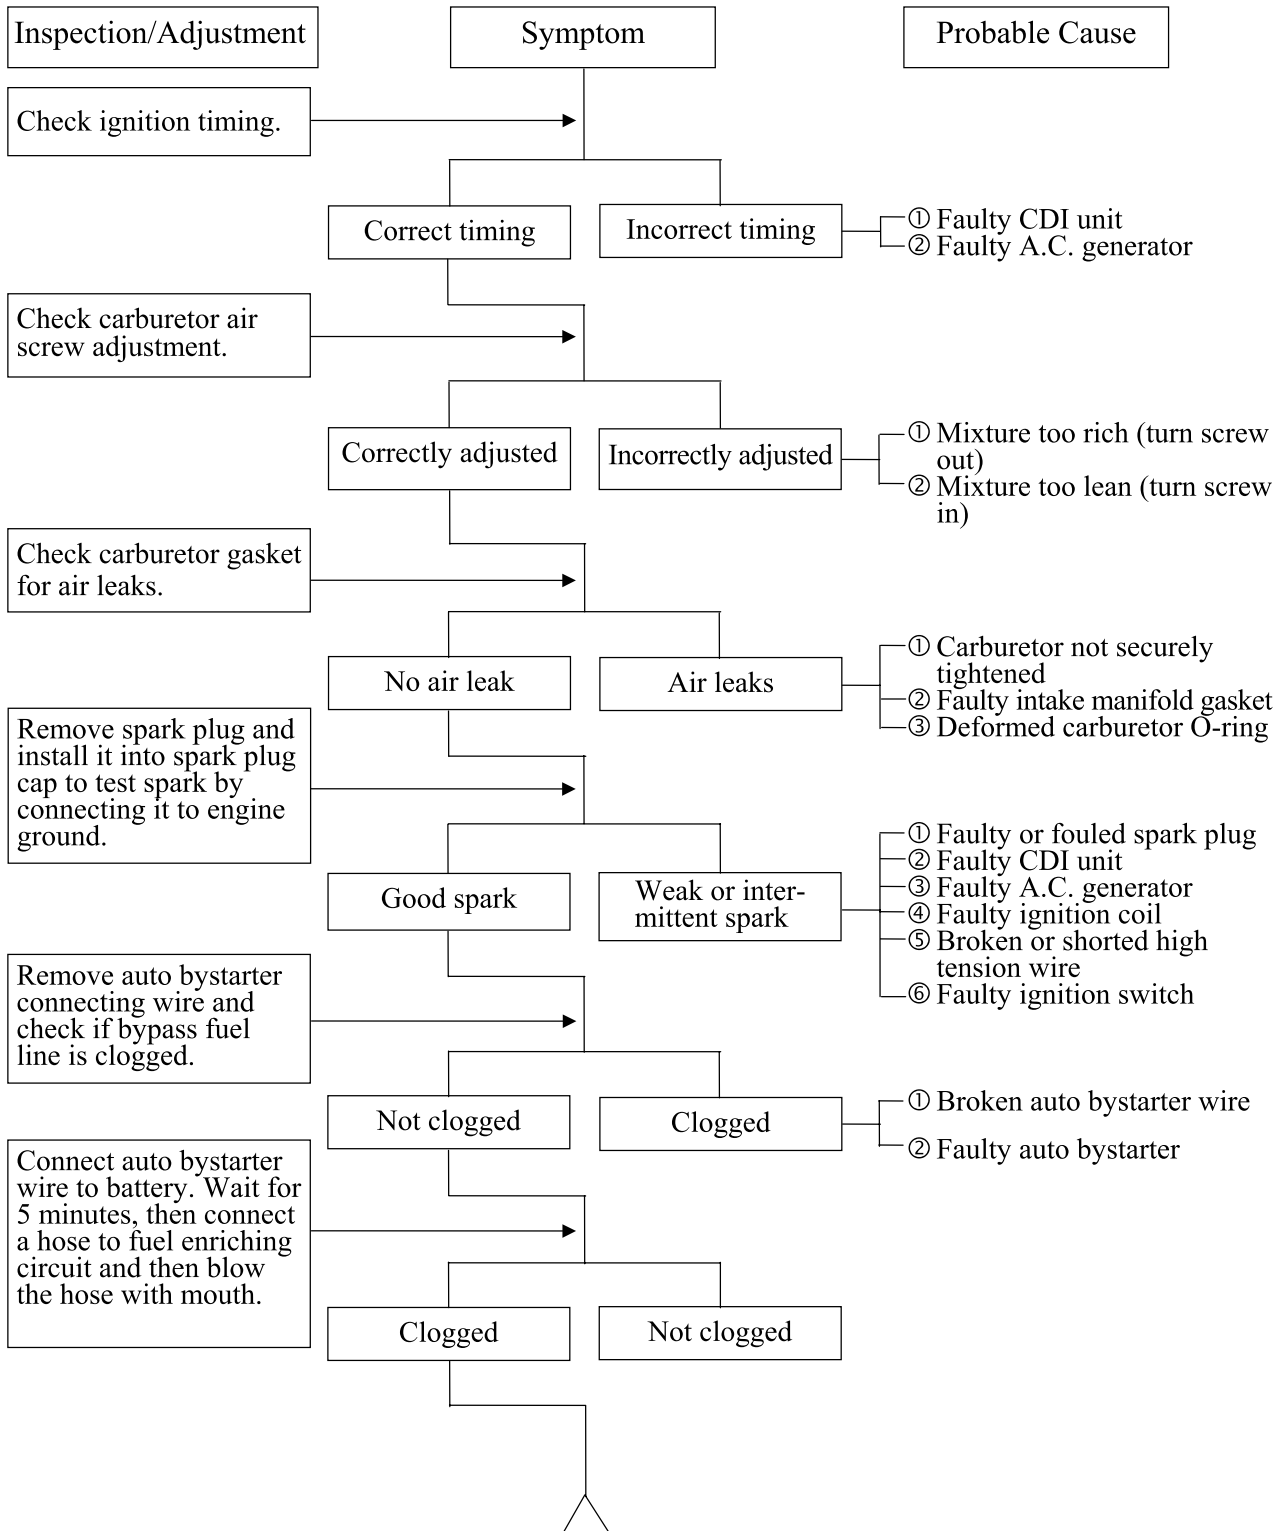 Inspection/Adjustment
Symptom
Probable Cause
Check ignition timing.
Correct timing
Incorrect timing
① Faulty CDI unit
② Faulty A.C. generator
Check carburetor air
screw adjustment.
Correctly adjusted
Incorrectly adjusted
① Mixture too rich (turn screw
out)
② Mixture too lean (turn screw
in)
Check carburetor gasket
for air leaks.
No air leak
Air leaks
① Carburetor not securely
tightened
② Faulty intake manifold gasket
③ Deformed carburetor O-ring
Remove spark plug and
install it into spark plug
cap to test spark by
connecting it to engine
ground.
Good spark
Weak or inter-
mittent spark
① Faulty or fouled spark plug
② Faulty CDI unit
③ Faulty A.C. generator
④ Faulty ignition coil
⑤ Broken or shorted high
tension wire
⑥ Faulty ignition switch
Remove auto bystarter
connecting wire and
check if bypass fuel
line is clogged.
Not clogged
Clogged
① Broken auto bystarter wire
② Faulty auto bystarter
Connect auto bystarter
wire to battery. Wait for
5 minutes, then connect
a hose to fuel enriching
circuit and then blow
the hose with mouth.
Clogged
Not clogged